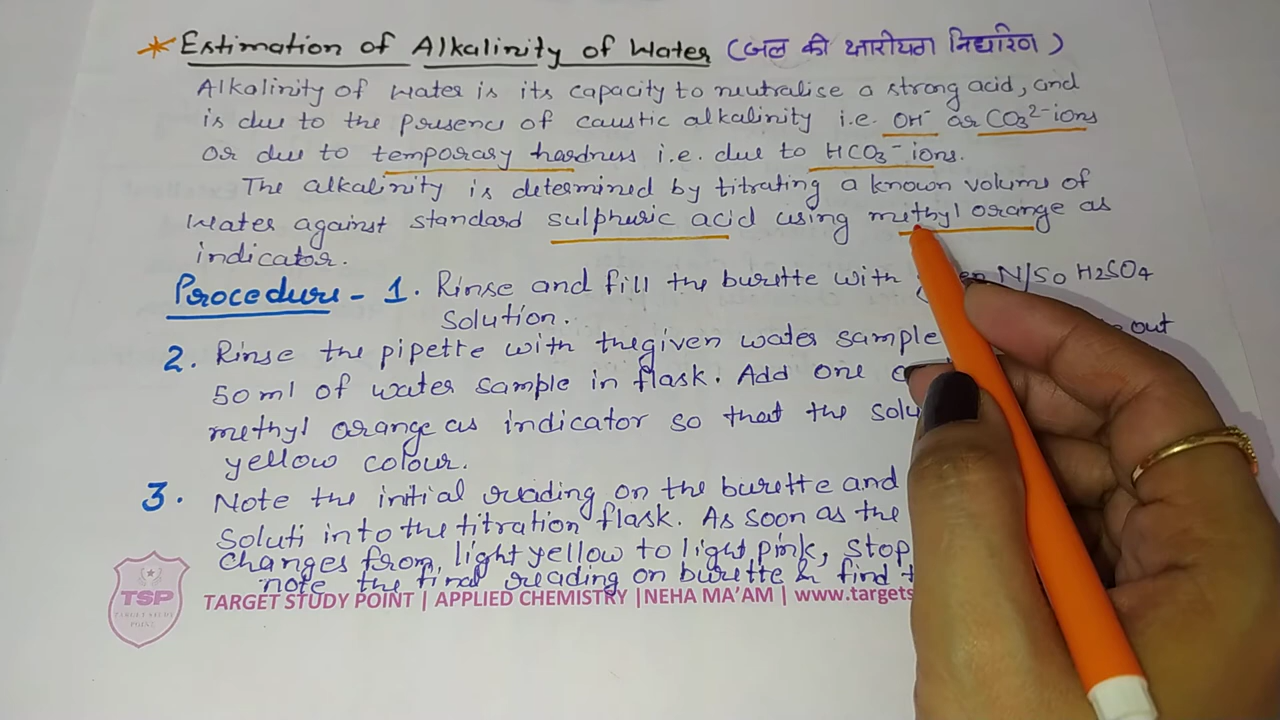 Estimation of Alkalinity of Water (जल की क्षारीयता निर्धारण)
Alkalinity of water is its capacity to neutralise a strong acid, and
is due to the presence of caustic alkalinity i.e. OH⁻ or CO₃²⁻ ions
or due to temporary hardness i.e. due to HCO₃⁻ ions.
The alkalinity is determined by titrating a known volume of
water against standard sulphuric acid using methyl orange as
indicator.
Procedure - 1. Rinse and fill the burette with N/50 H₂SO₄
Solution.
2. Rinse the pipette with the given water sample out
50 ml of water sample in flask. Add one
methyl orange as indicator so that the
yellow colour.
3. Note the initial reading on the burette and
Soluti into the titration flask. As soon as the
changes from light yellow to light pink, stop
note the final reading on burette & find
TSP
TARGET STUDY
POINT
TARGET STUDY POINT | APPLIED CHEMISTRY |NEHA MA'AM | www.targets